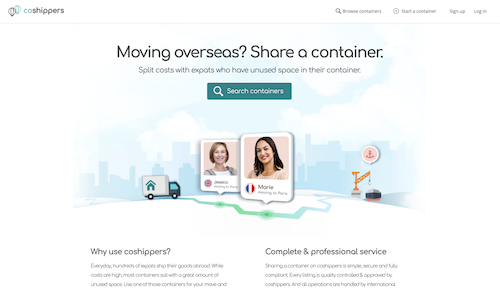 coshippers
Browse containers
Start a container
Sign up
Log in
Moving overseas? Share a container.
Split costs with expats who have unused space in their container.
Search containers
Jessica
Moving to Paris
Marie
Moving to Paris
Why use coshippers?
Everyday, hundreds of expats ship their goods abroad. While
costs are high, most containers sail with a great amount of
unused space. Use one of those containers for your move and
Complete & professional service
Sharing a container on coshippers is simple, secure and fully
compliant. Every listing is quality controlled & approved by
coshippers. And all operations are handled by international